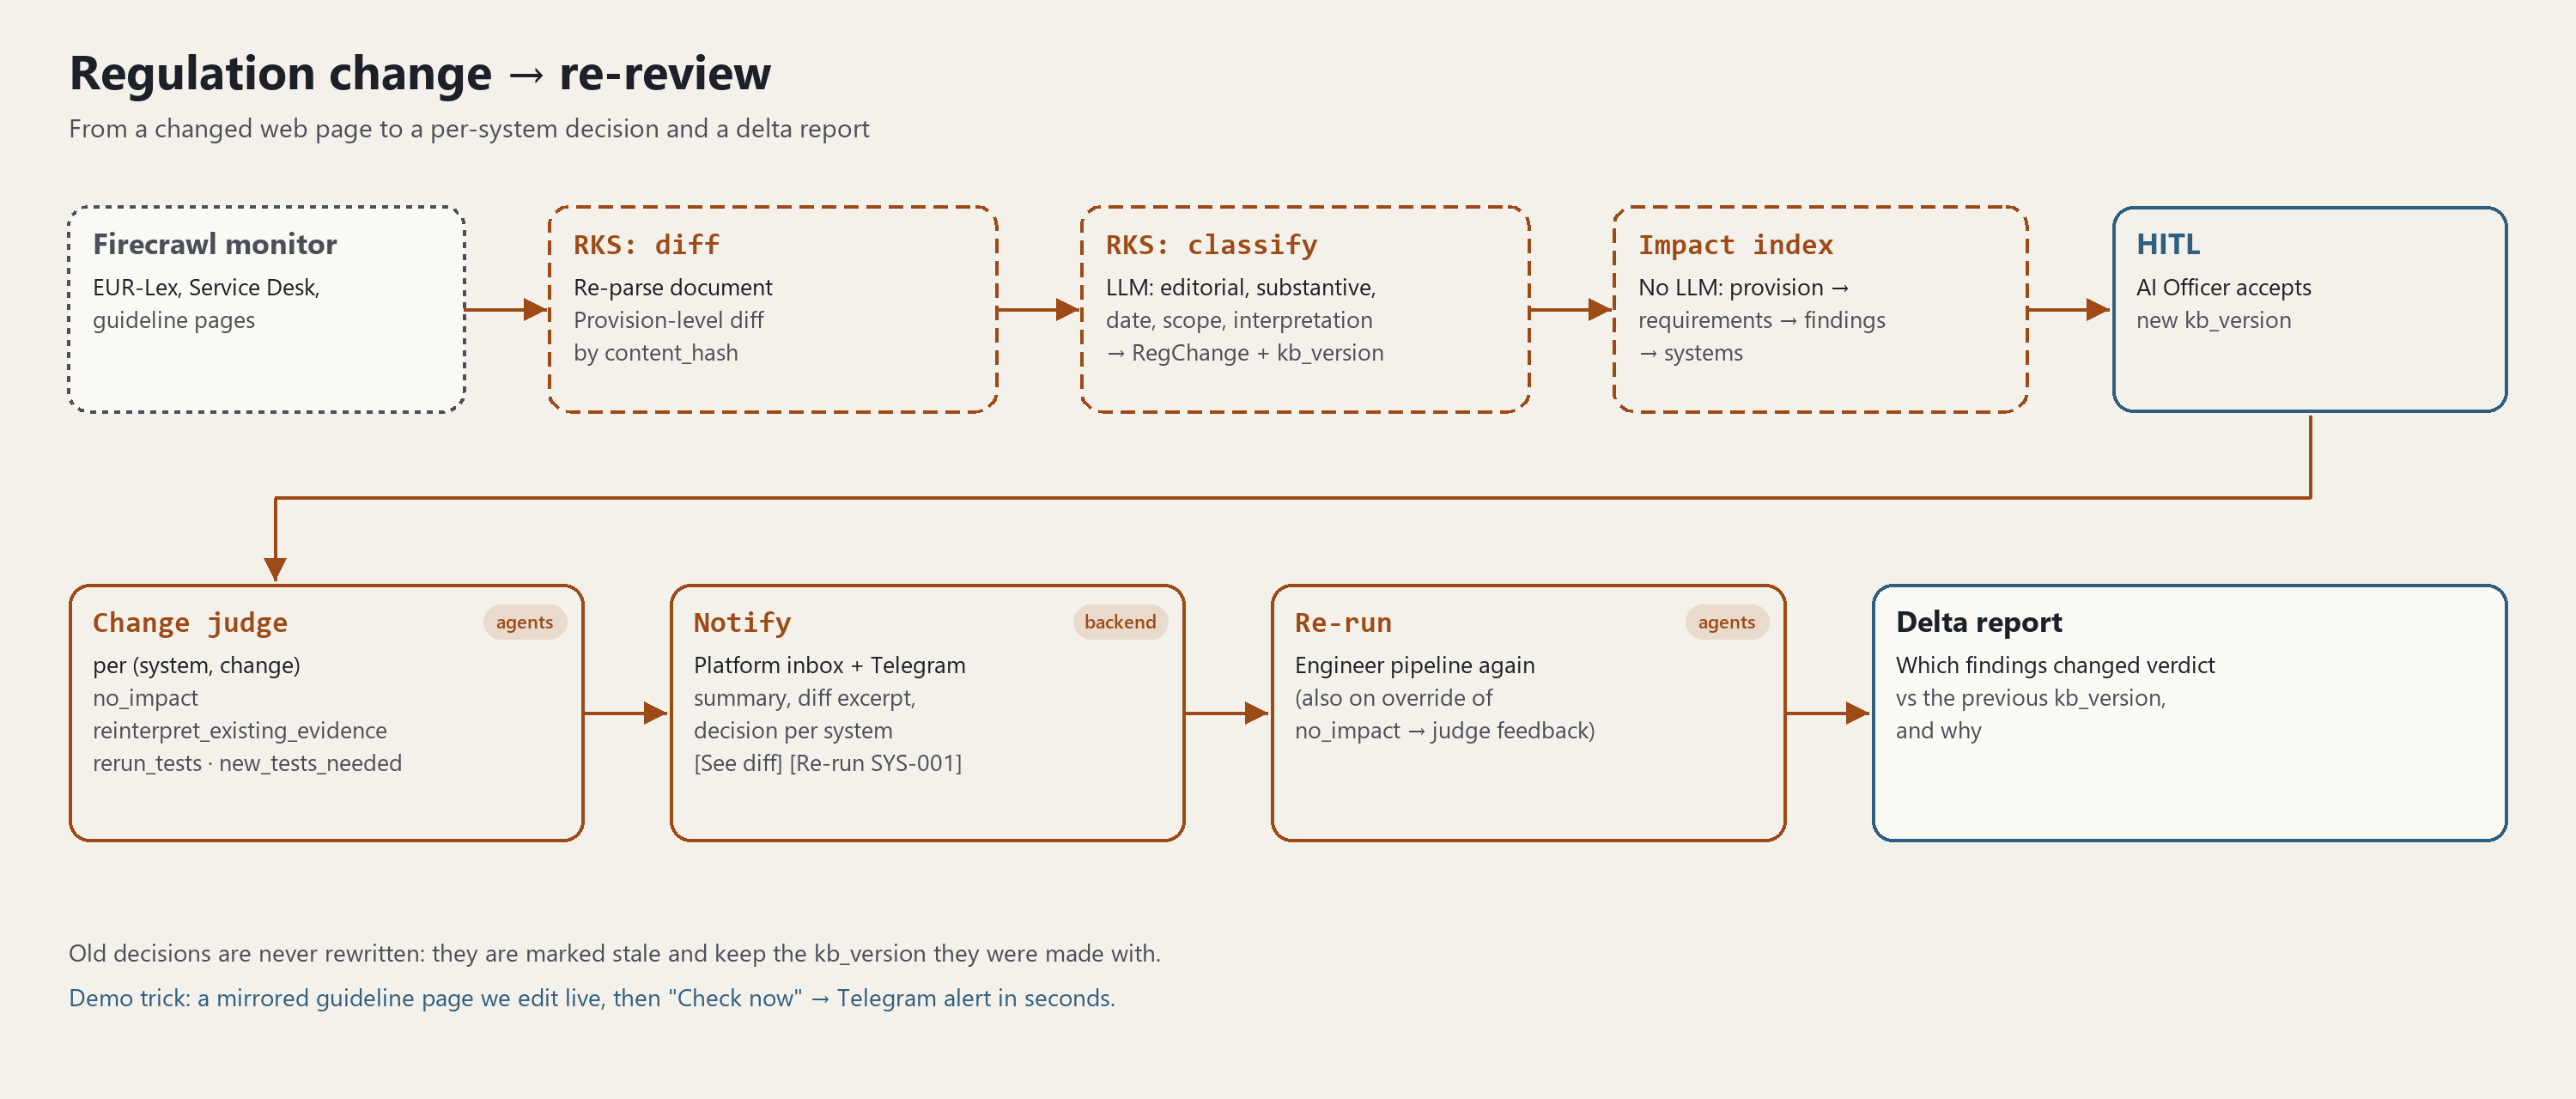 Regulation change → re-review
From a changed web page to a per-system decision and a delta report
Firecrawl monitor
EUR-Lex, Service Desk,
guideline pages
RKS: diff
Re-parse document
Provision-level diff
by content_hash
RKS: classify
LLM: editorial, substantive,
date, scope, interpretation
→ RegChange + kb_version
Impact index
No LLM: provision →
requirements → findings
→ systems
HITL
AI Officer accepts
new kb_version
Change judge
agents
per (system, change)
no_impact
reinterpret_existing_evidence
rerun_tests · new_tests_needed
Notify
backend
Platform inbox + Telegram
summary, diff excerpt,
decision per system
[See diff] [Re-run SYS-001]
Re-run
agents
Engineer pipeline again
(also on override of
no_impact → judge feedback)
Delta report
Which findings changed verdict
vs the previous kb_version,
and why
Old decisions are never rewritten: they are marked stale and keep the kb_version they were made with.
Demo trick: a mirrored guideline page we edit live, then "Check now" → Telegram alert in seconds.